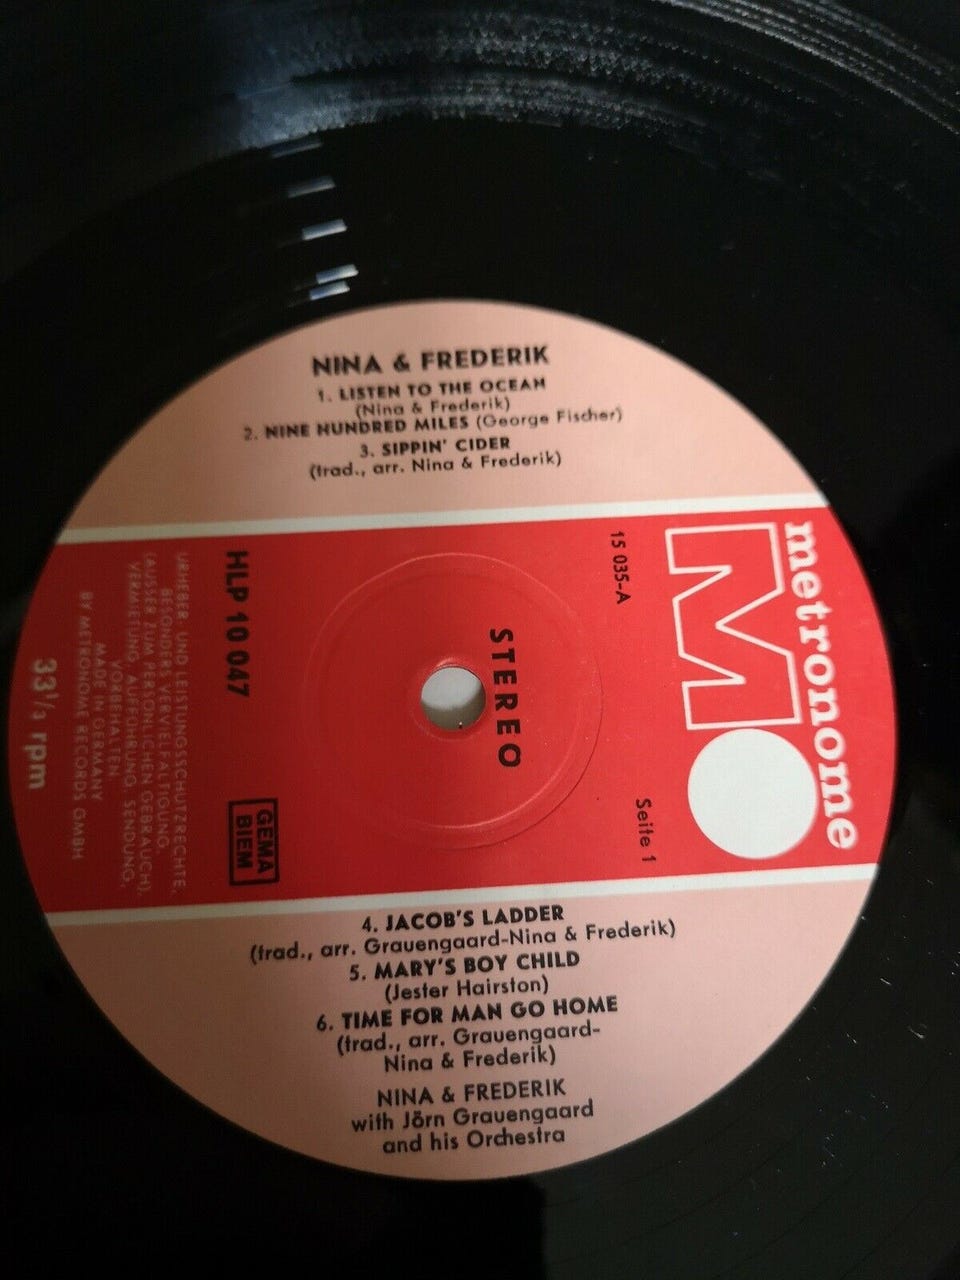 NINA & FREDERIK
1. LISTEN TO THE OCEAN
(Nina & Frederik)
2. NINE HUNDRED MILES (George Fischer)
3. SIPPIN' CIDER
(trad., arr. Nina & Frederik)
metronome
M
15 035-A
Seite 1
STEREO
HLP 10 047
GEMA
BIEM
URHEBER- UND LEISTUNGSSCHUTZRECHTE,
BESONDERS VERVIELFÄLTIGUNG,
(AUSSER ZUM PERSÖNLICHEN GEBRAUCH),
VERMIETUNG, AUFFÜHRUNG, SENDUNG,
VORBEHALTEN
MADE IN GERMANY
BY METRONOME RECORDS GMBH
33 1/3 rpm
4. JACOB'S LADDER
(trad., arr. Grauengaard-Nina & Frederik)
5. MARY'S BOY CHILD
(Jester Hairston)
6. TIME FOR MAN GO HOME
(trad., arr. Grauengaard-
Nina & Frederik)
NINA & FREDERIK
with Jörn Grauengaard
and his Orchestra